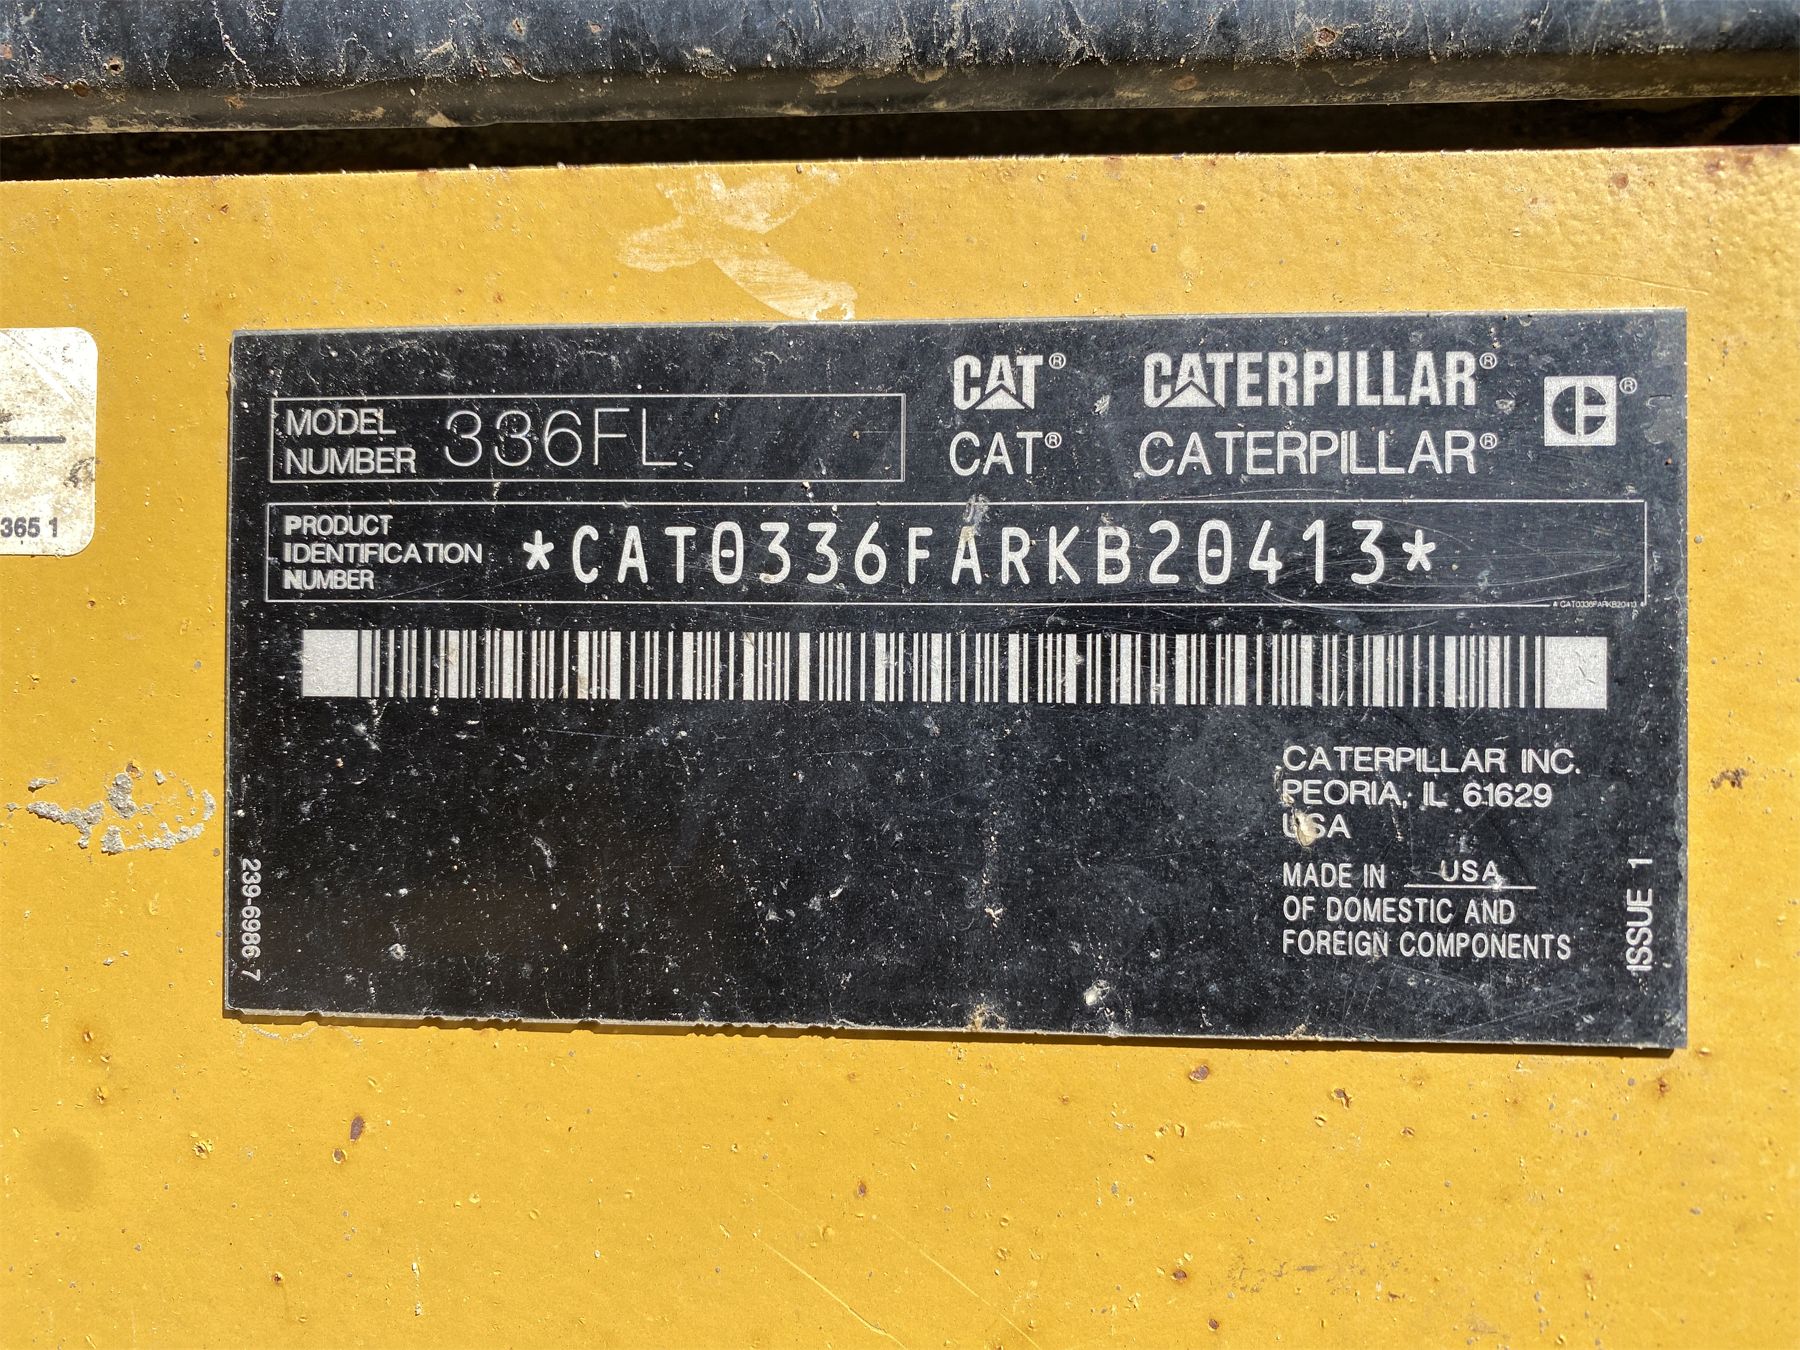 CAT® CATERPILLAR®
MODEL NUMBER 336FL
CAT® CATERPILLAR®
PRODUCT IDENTIFICATION NUMBER *CAT0336FARKB20413*
*CAT0336FARKB20413*
365 1
CATERPILLAR INC.
PEORIA, IL 61629
USA
MADE IN USA
OF DOMESTIC AND
FOREIGN COMPONENTS
239-6986 7
ISSUE 1